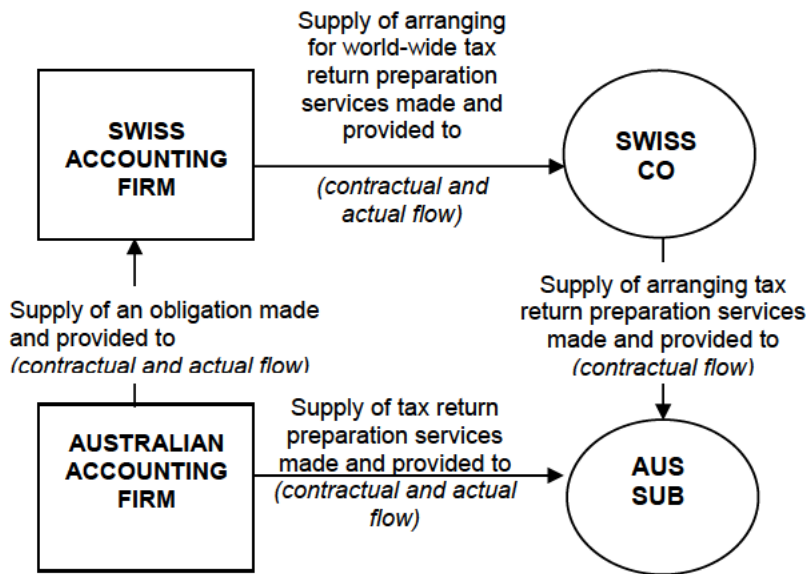 Supply of arranging
for world-wide tax
return preparation
services made and
provided to
SWISS
ACCOUNTING
FIRM
SWISS
CO
(contractual and
actual flow)
Supply of an obligation made
and provided to
(contractual and actual flow)
Supply of arranging tax
return preparation services
made and provided to
(contractual flow)
AUSTRALIAN
ACCOUNTING
FIRM
Supply of tax return
preparation services
made and provided to
(contractual and actual
flow)
AUS
SUB